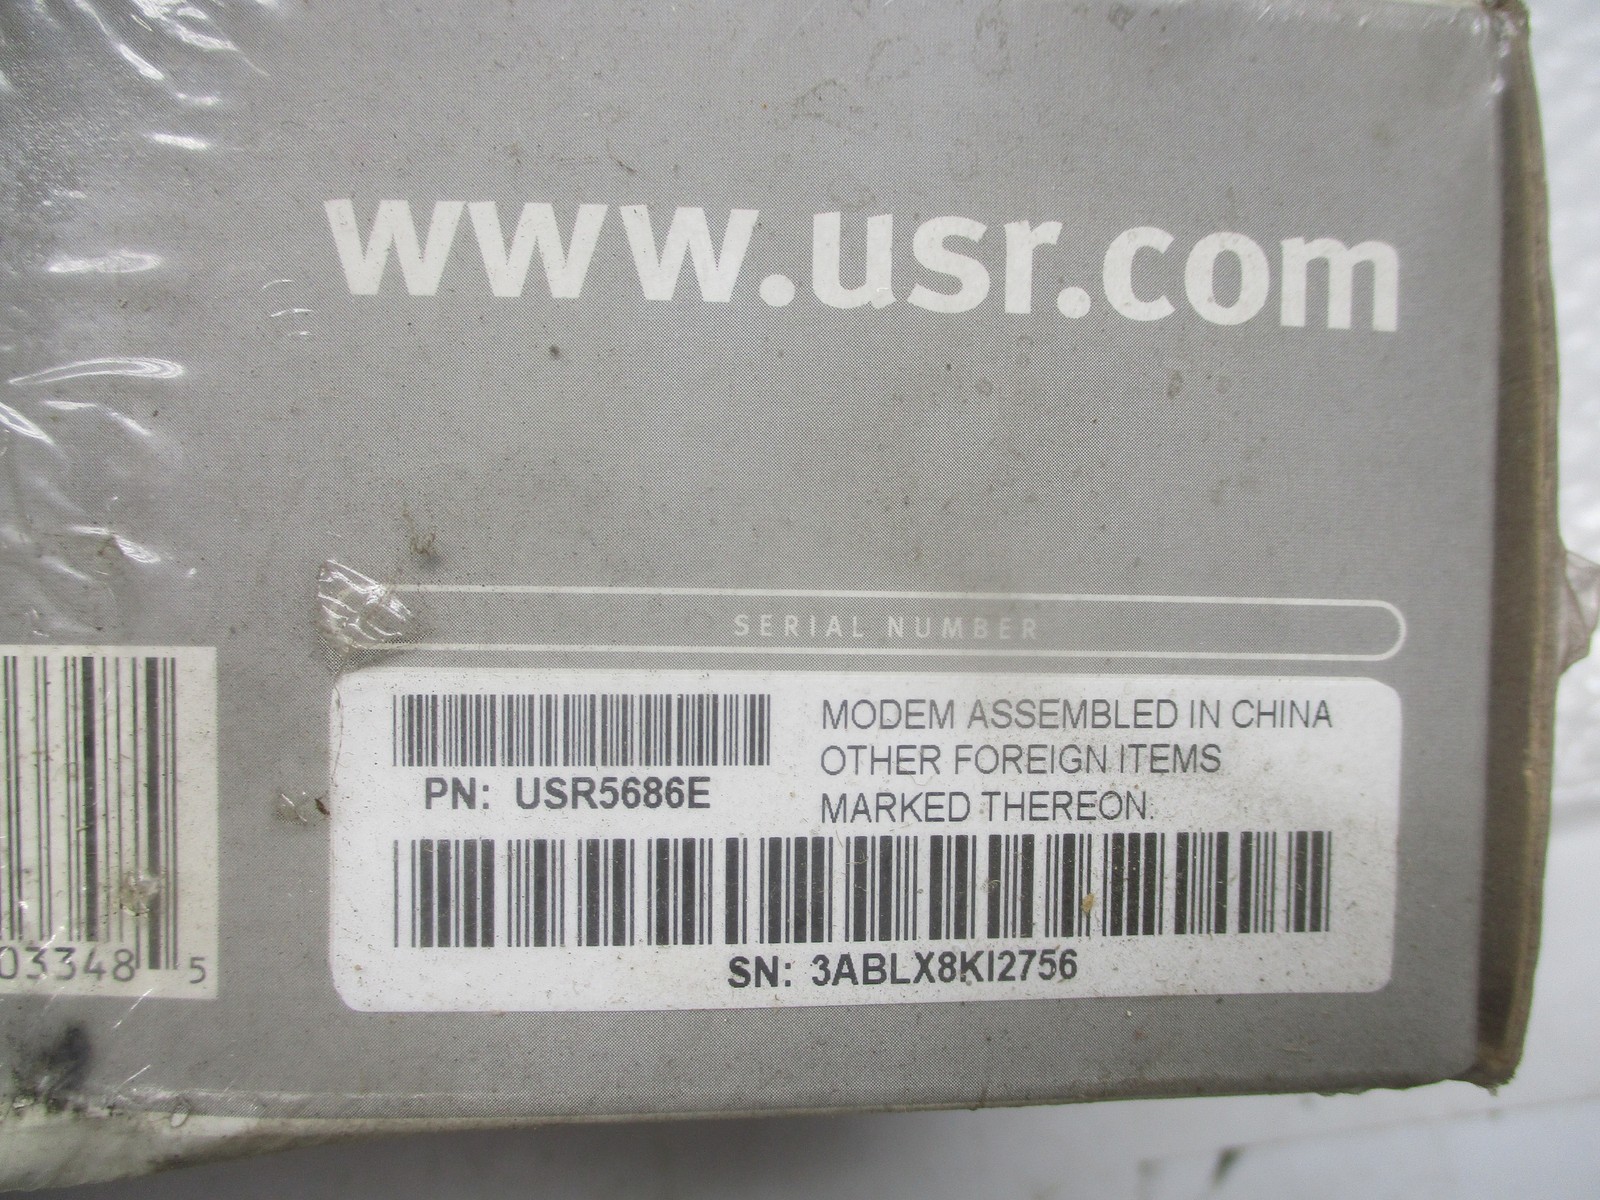 www.usr.com
SERIAL NUMBER
MODEM ASSEMBLED IN CHINA
OTHER FOREIGN ITEMS
MARKED THEREON.
PN: USR5686E
SN: 3ABLX8KI2756
03348 5